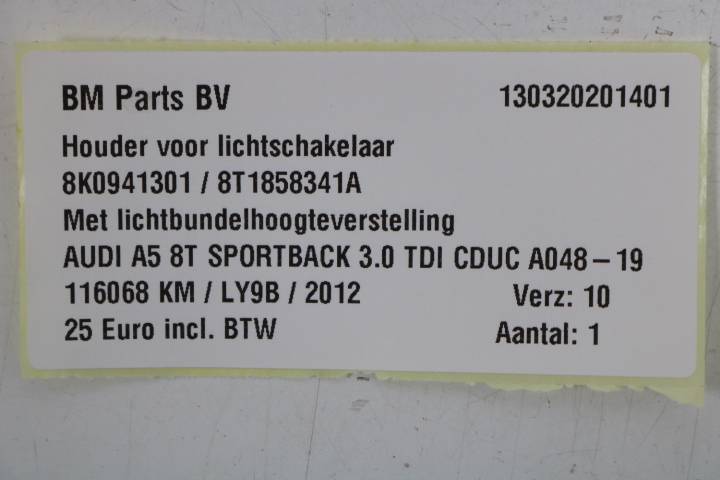 BM Parts BV 130320201401
Houder voor lichtschakelaar
8K0941301 / 8T1858341A
Met lichtbundelhoogteverstelling
AUDI A5 8T SPORTBACK 3.0 TDI CDUC A048-19
116068 KM / LY9B / 2012 Verz: 10
25 Euro incl. BTW Aantal: 1